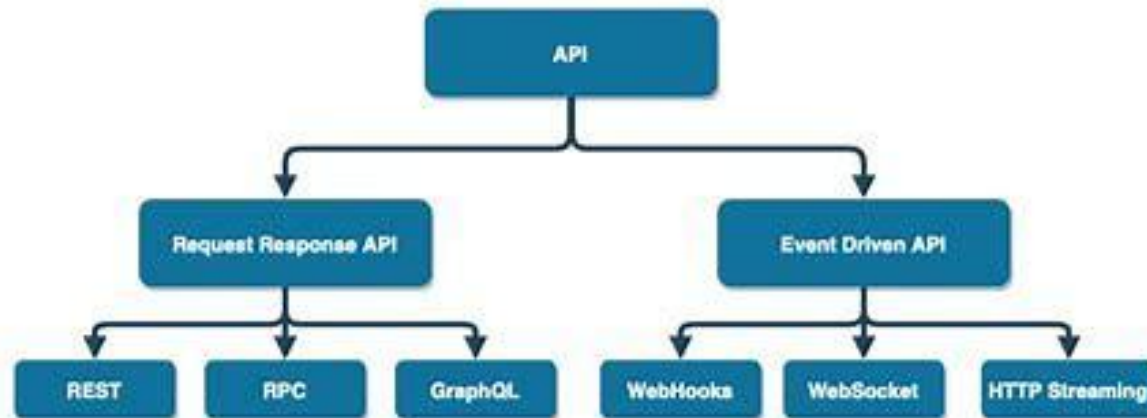 API
Request Response API
Event Driven API
REST
RPC
GraphQL
WebHooks
WebSocket
HTTP Streaming